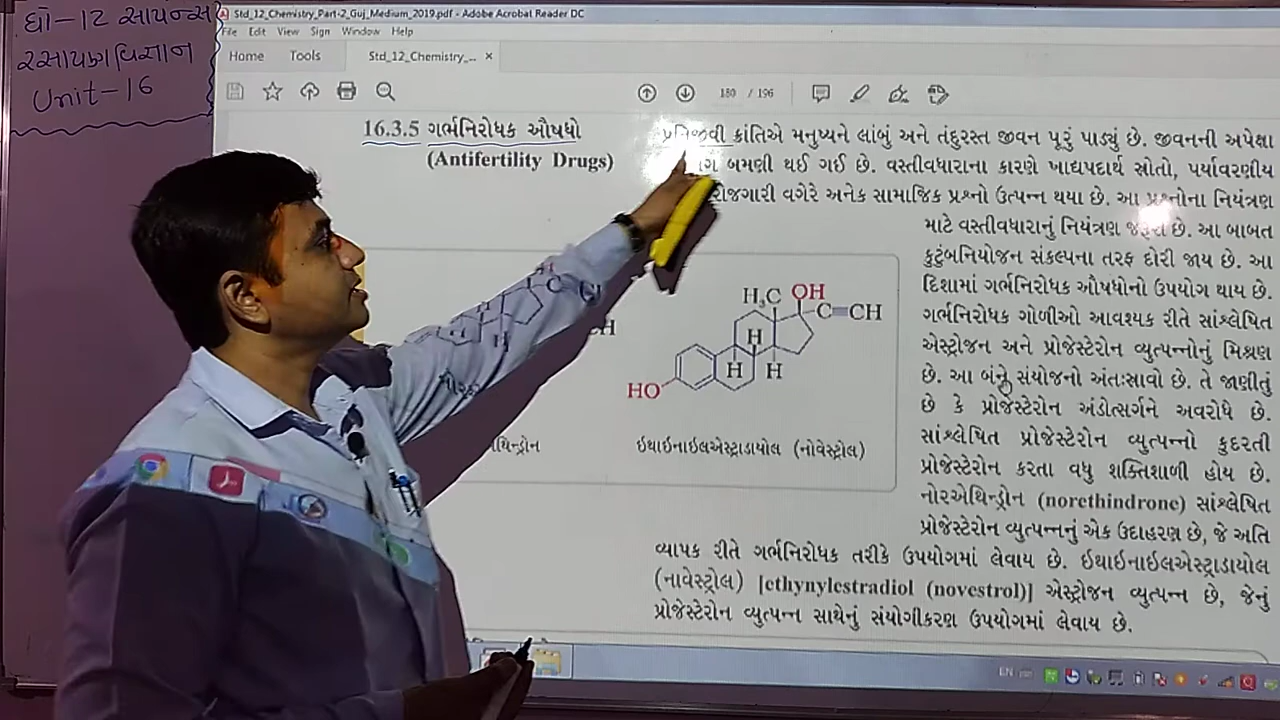 ધો-12 સાયન્સ
રસાયણવિજ્ઞાન
Unit-16
Std_12_Chemistry_Part-2_Guj_Medium_2019.pdf - Adobe Acrobat Reader DC
File Edit View Sign Window Help
Home Tools Std_12_Chemistry_... ×
180 / 196
16.3.5 ગર્ભનિરોધક ઔષધો
(Antifertility Drugs)
પ્રતિજીવી ક્રાંતિએ મનુષ્યને લાંબું અને તંદુરસ્ત જીવન પૂરું પાડ્યું છે. જીવનની અપેક્ષા
બમણી થઈ ગઈ છે. વસ્તીવધારાના કારણે ખાદ્યપદાર્થ સ્રોતો, પર્યાવરણીય
રોજગારી વગેરે અનેક સામાજિક પ્રશ્નો ઉત્પન્ન થયા છે. આ પ્રશ્નોના નિયંત્રણ
માટે વસ્તીવધારાનું નિયંત્રણ જરૂરી છે. આ બાબત
કુટુંબનિયોજન સંકલ્પના તરફ દોરી જાય છે. આ
દિશામાં ગર્ભનિરોધક ઔષધોનો ઉપયોગ થાય છે.
ગર્ભનિરોધક ગોળીઓ આવશ્યક રીતે સાંશ્લેષિત
એસ્ટ્રોજન અને પ્રોજેસ્ટેરોન વ્યુત્પન્નોનું મિશ્રણ
છે. આ બંને સંયોજનો અંતઃસ્રાવો છે. તે જાણીતું
છે કે પ્રોજેસ્ટેરોન અંડોત્સર્ગને અવરોધે છે.
સાંશ્લેષિત પ્રોજેસ્ટેરોન વ્યુત્પન્નો કુદરતી
પ્રોજેસ્ટેરોન કરતા વધુ શક્તિશાળી હોય છે.
નોરએથિન્ડ્રોન (norethindrone) સાંશ્લેષિત
પ્રોજેસ્ટેરોન વ્યુત્પન્નનું એક ઉદાહરણ છે, જે અતિ
વ્યાપક રીતે ગર્ભનિરોધક તરીકે ઉપયોગમાં લેવાય છે. ઇથાઇનાઇલએસ્ટ્રાડાયોલ
(નાવેસ્ટ્રોલ) [ethynylestradiol (novestrol)] એસ્ટ્રોજન વ્યુત્પન્ન છે, જેનું
પ્રોજેસ્ટેરોન વ્યુત્પન્ન સાથેનું સંયોગીકરણ ઉપયોગમાં લેવાય છે.
H₃C OH
C≡CH
H
H H
HO
ઇથાઇનાઇલએસ્ટ્રાડાયોલ (નોવેસ્ટ્રોલ)
EN